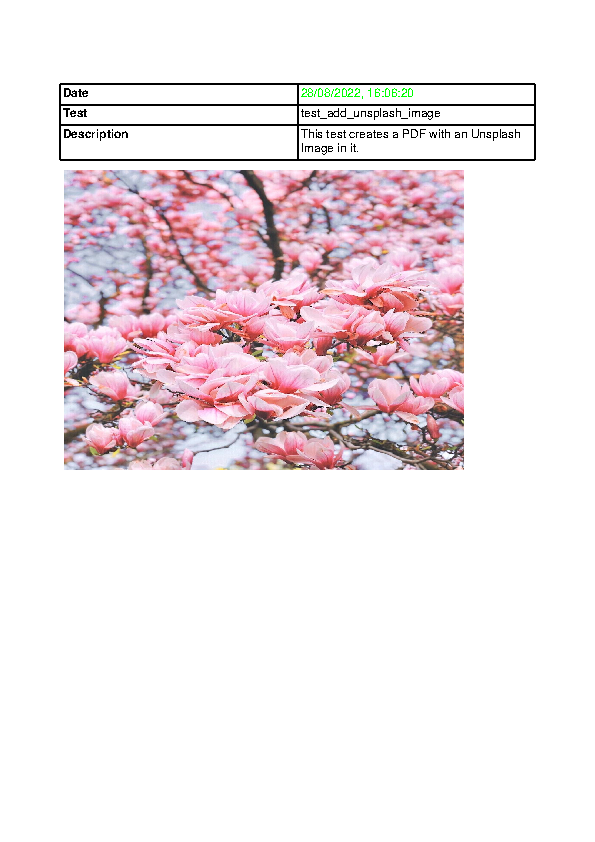 Date 28/08/2022, 16:06:20
Test test_add_unsplash_image
Description This test creates a PDF with an Unsplash
Image in it.